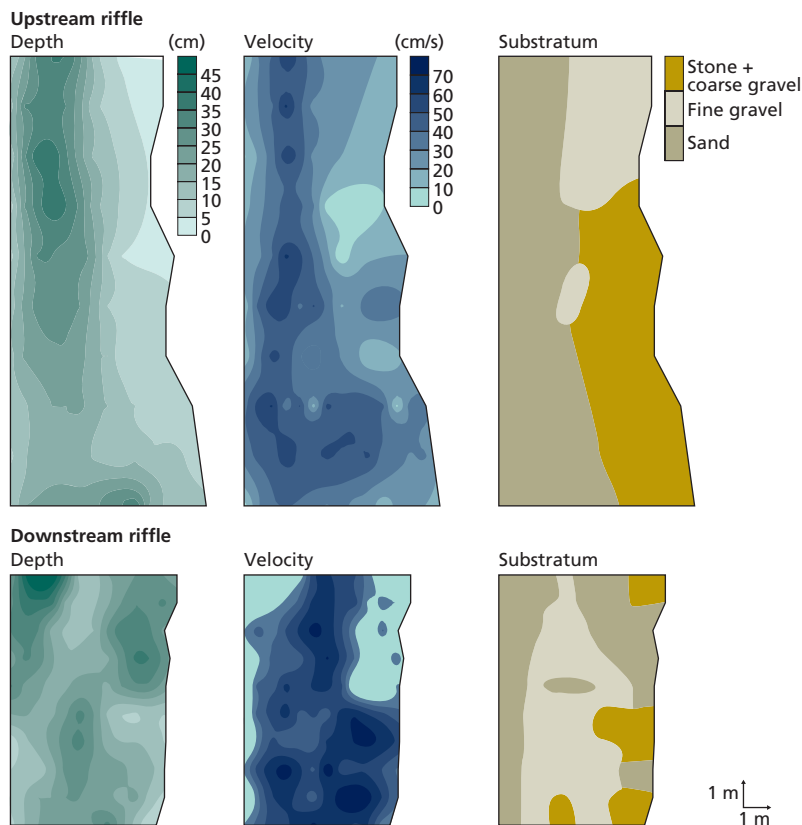 Upstream riffle
Depth
(cm)
45
40
35
30
25
20
15
10
5
0
Velocity
(cm/s)
70
60
50
40
30
20
10
0
Substratum
Stone +
coarse gravel
Fine gravel
Sand
Downstream riffle
Depth
Velocity
Substratum
1 m
1 m